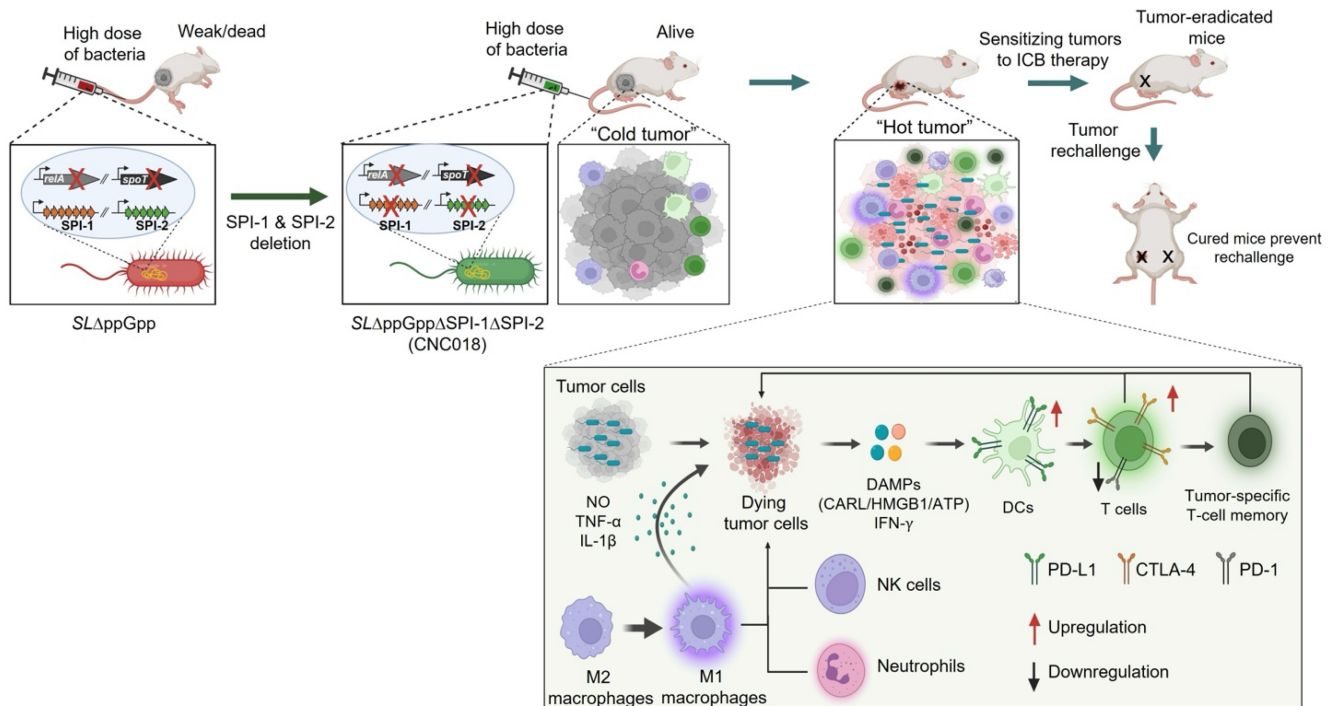 High dose
of bacteria
Weak/dead
relA
//
spoT
SPI-1
//
SPI-2
SLΔppGpp
SPI-1 & SPI-2
deletion
High dose
of bacteria
Alive
relA
//
spoT
SPI-1
//
SPI-2
SLΔppGppΔSPI-1ΔSPI-2
(CNC018)
“Cold tumor”
“Hot tumor”
Sensitizing tumors
to ICB therapy
Tumor-eradicated
mice
X
Tumor
rechallenge
Cured mice prevent
rechallenge
X
X
Tumor cells
NO
TNF-α
IL-1β
Dying
tumor cells
DAMPs
(CARL/HMGB1/ATP)
IFN-γ
DCs
T cells
Tumor-specific
T-cell memory
M2
macrophages
M1
macrophages
NK cells
Neutrophils
PD-L1
CTLA-4
PD-1
Upregulation
Downregulation